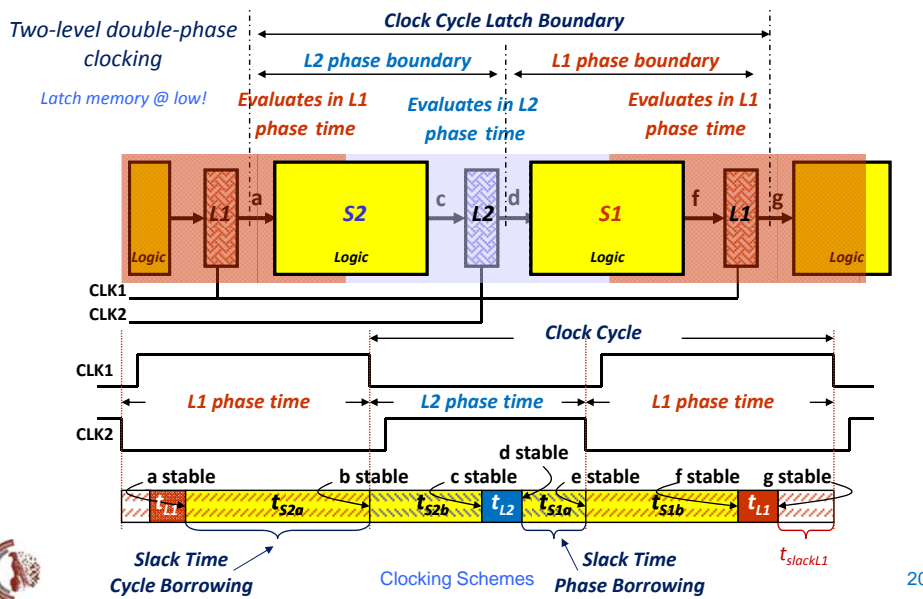 Two-level double-phase
clocking
Latch memory @ low!
Clock Cycle Latch Boundary
L2 phase boundary
L1 phase boundary
Evaluates in L1
phase time
Evaluates in L2
phase time
Evaluates in L1
phase time
Logic
L1
a
S2
Logic
c
L2
d
S1
Logic
f
L1
g
Logic
CLK1
CLK2
Clock Cycle
CLK1
L1 phase time
L2 phase time
L1 phase time
CLK2
d stable
a stable
b stable
c stable
e stable
f stable
g stable
tL1
tS2a
tS2b
tL2
tS1a
tS1b
tL1
Slack Time
Cycle Borrowing
Slack Time
Phase Borrowing
tslackL1
Clocking Schemes
20